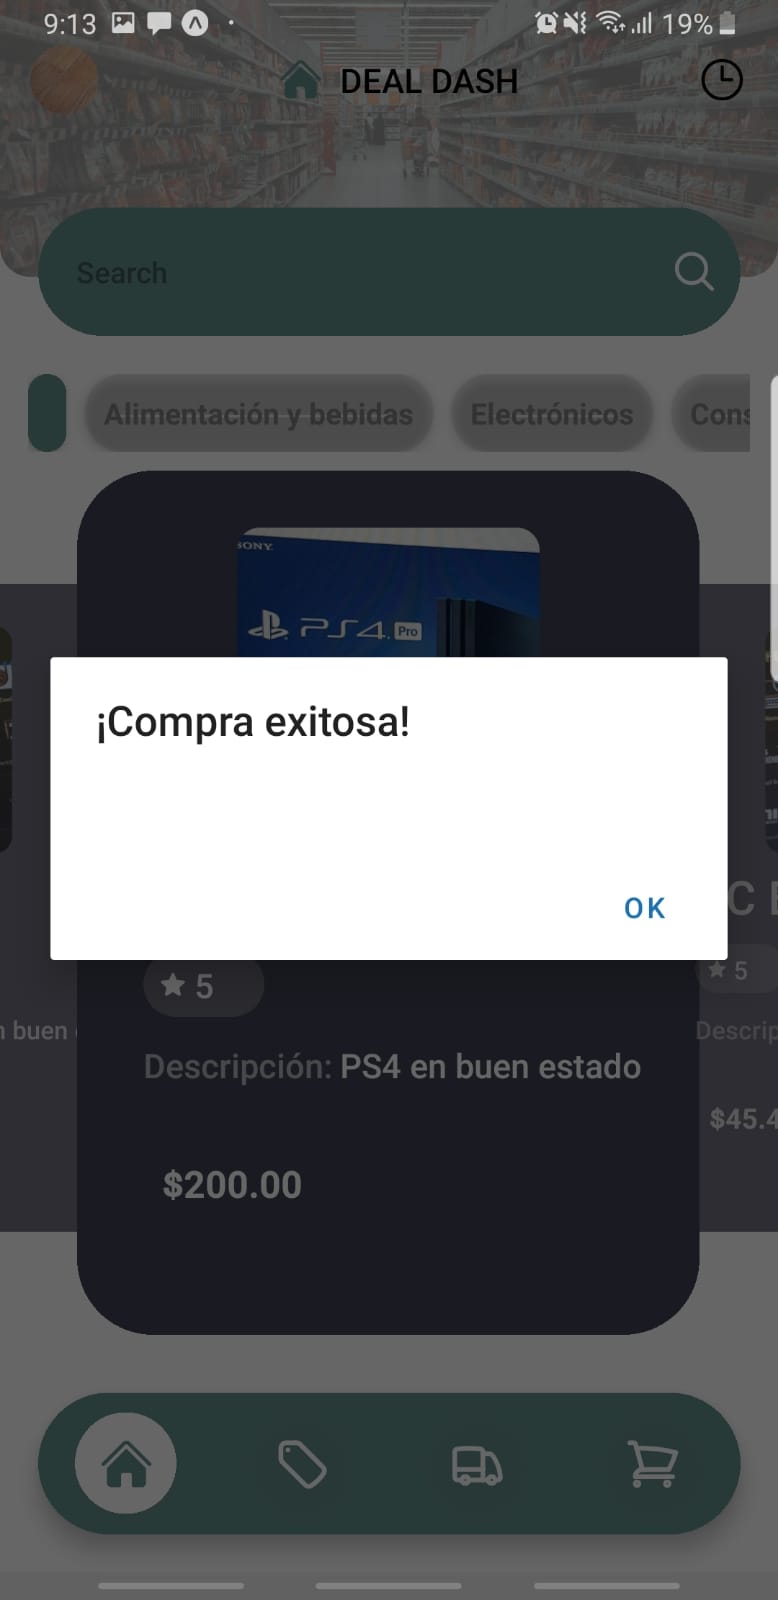 9:13
19%
DEAL DASH
Search
Alimentación y bebidas
Electrónicos
Cons
SONY
PS4 Pro
¡Compra exitosa!
OK
C
5
5
n buen
Descripción: PS4 en buen estado
Descrip
$45.4
$200.00